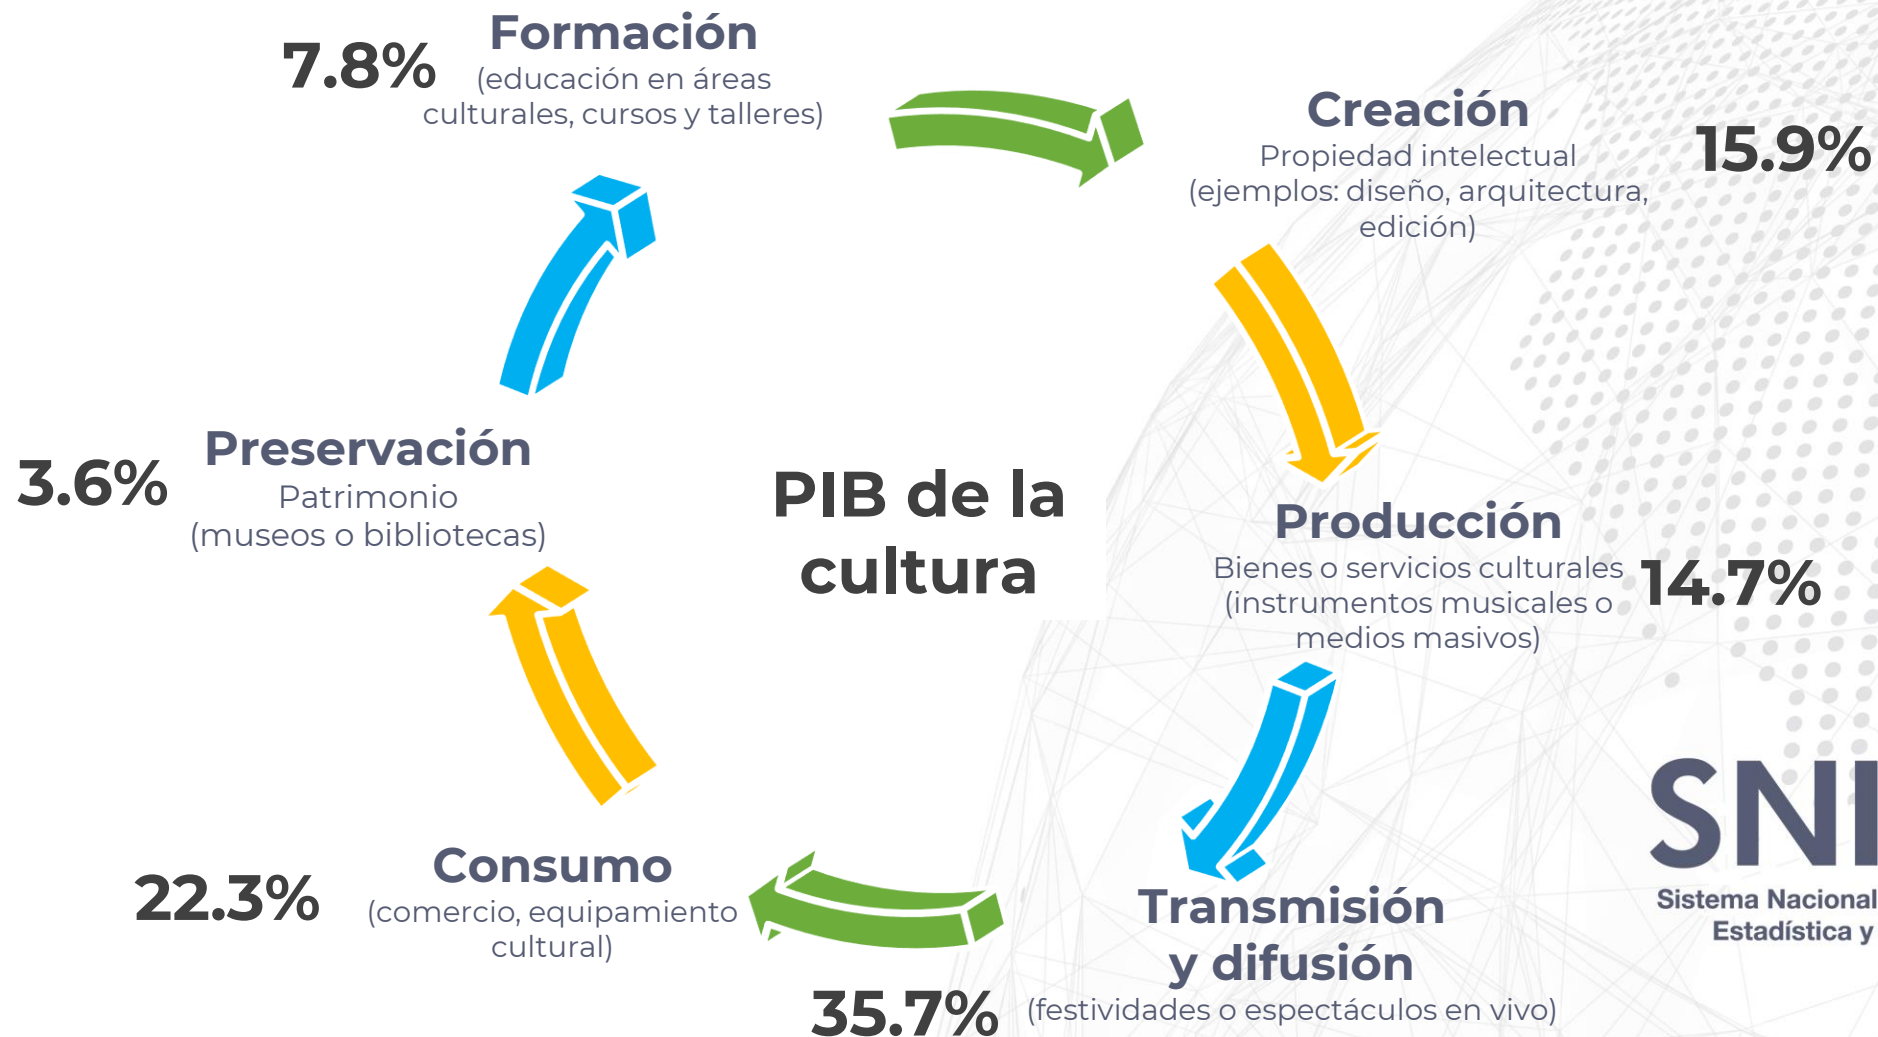 7.8%
Formación
(educación en áreas
culturales, cursos y talleres)
Creación
Propiedad intelectual
(ejemplos: diseño, arquitectura,
edición)
15.9%
Producción
Bienes o servicios culturales
(instrumentos musicales o
medios masivos)
14.7%
Transmisión
y difusión
(festividades o espectáculos en vivo)
35.7%
Consumo
(comercio, equipamiento
cultural)
22.3%
Preservación
Patrimonio
(museos o bibliotecas)
3.6%
PIB de la
cultura
SNI
Sistema Nacional
Estadística y